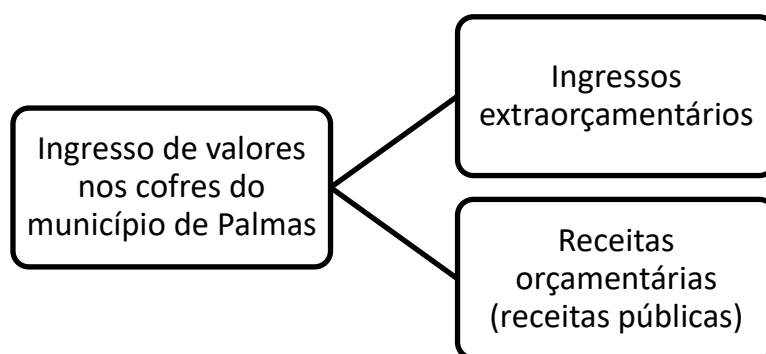 Ingresso de valores
nos cofres do
município de Palmas
Ingressos
extraorçamentários
Receitas
orçamentárias
(receitas públicas)